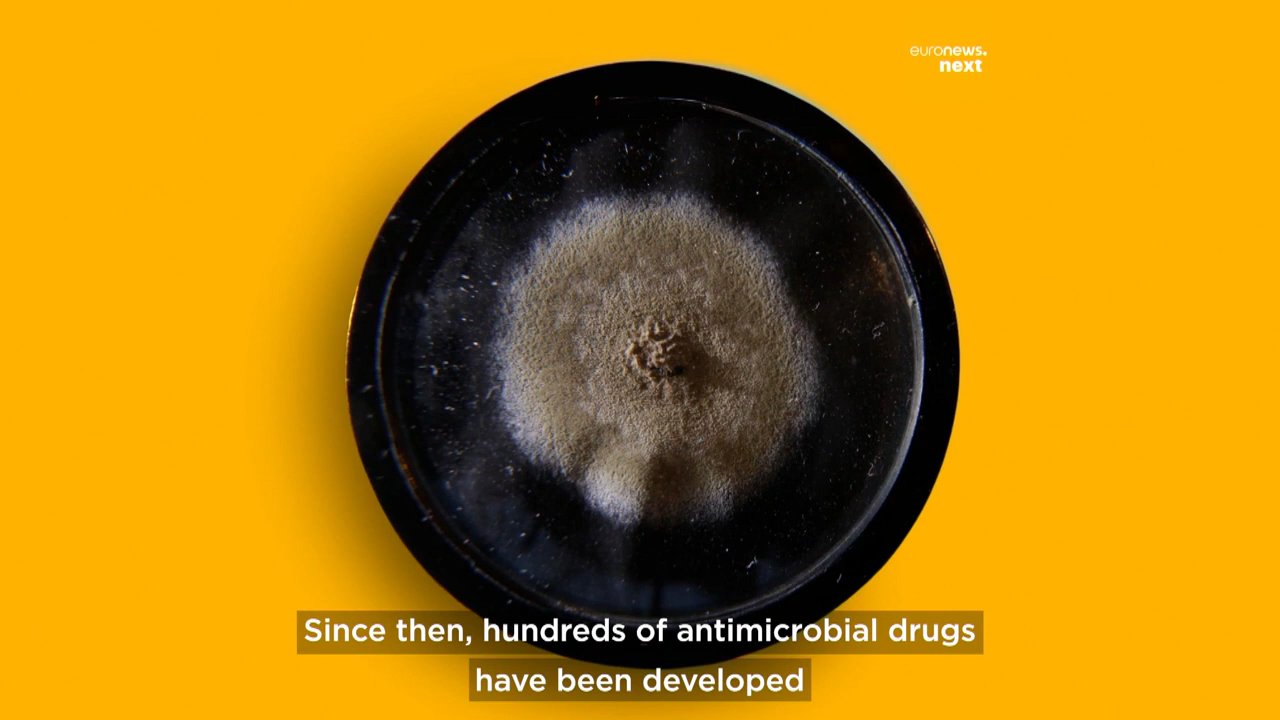 euronews.
next
Since then, hundreds of antimicrobial drugs
have been developed